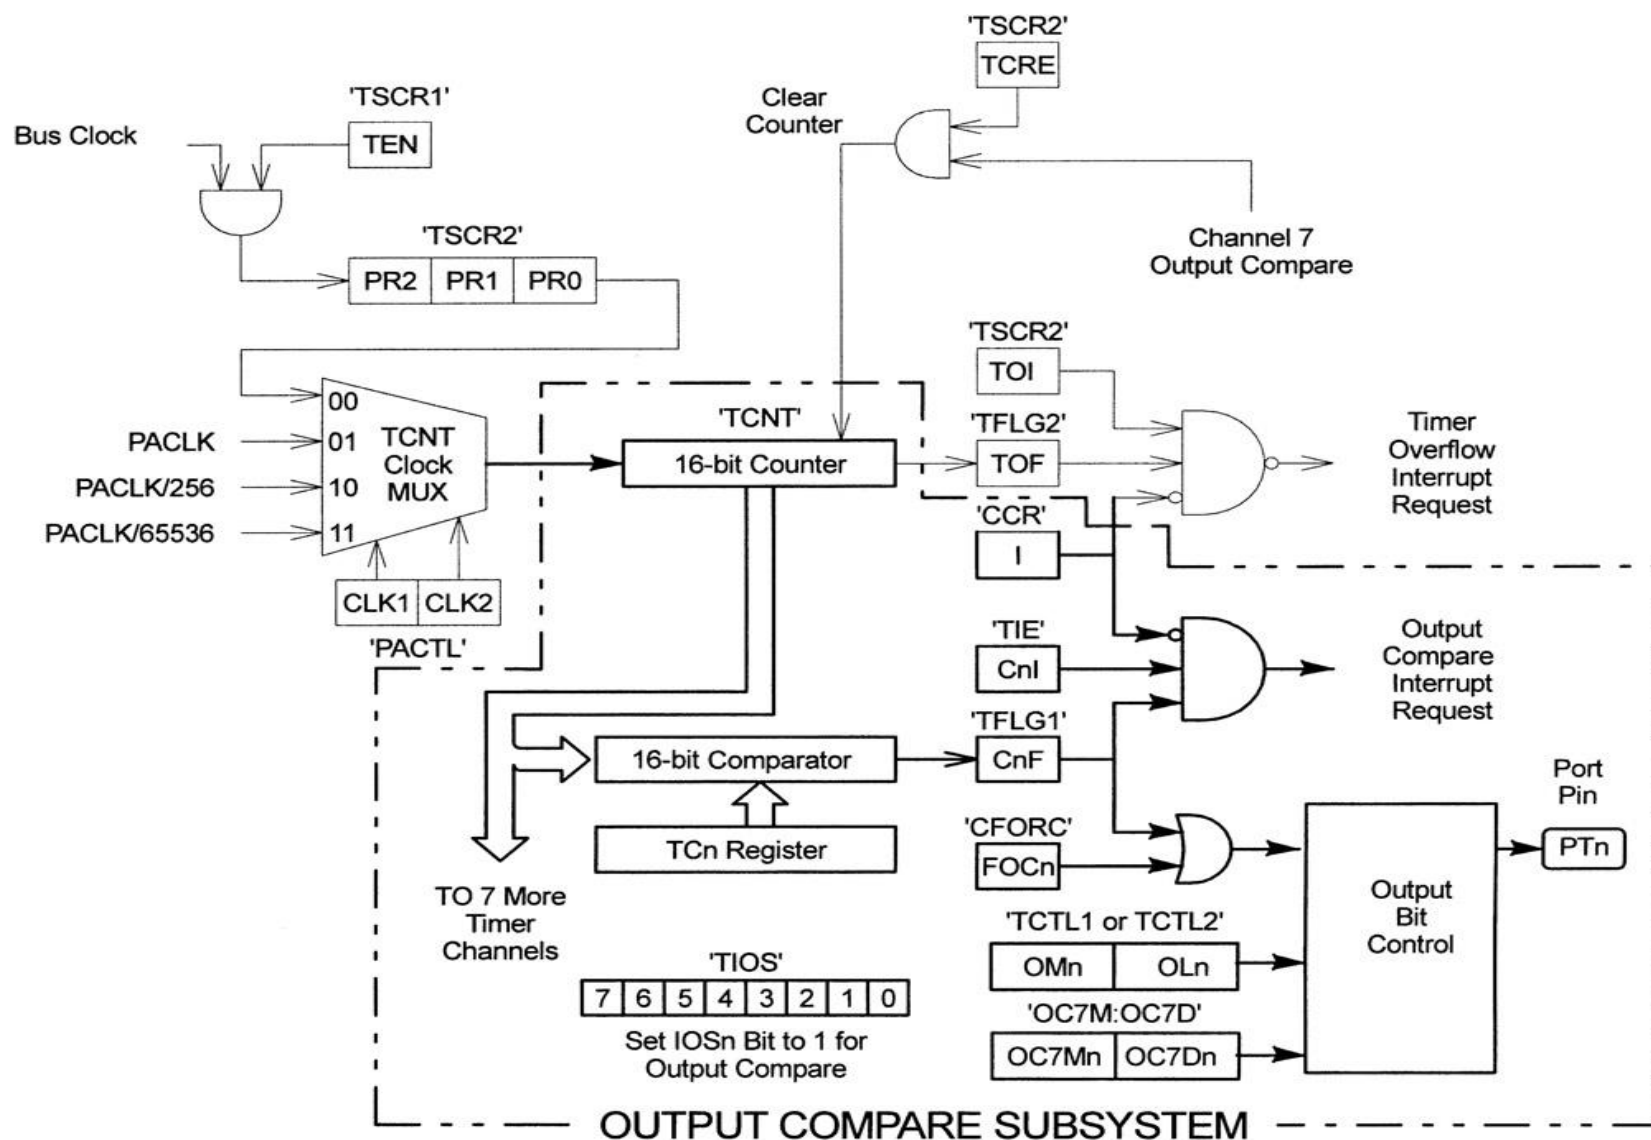 'TSCR2'
TCRE
Clear
Counter
'TSCR1'
TEN
Bus Clock
Channel 7
Output Compare
'TSCR2'
PR2 PR1 PR0
'TSCR2'
TOI
00
PACLK
01
PACLK/256
10
PACLK/65536
11
TCNT
Clock
MUX
CLK1 CLK2
'PACTL'
'TCNT'
16-bit Counter
'TFLG2'
TOF
Timer
Overflow
Interrupt
Request
'CCR'
I
'TIE'
CnI
Output
Compare
Interrupt
Request
'TFLG1'
CnF
16-bit Comparator
TCn Register
'CFORC'
FOCn
Port
Pin
PTn
Output
Bit
Control
TO 7 More
Timer
Channels
'TCTL1 or TCTL2'
OMn OLn
'TIOS'
7 6 5 4 3 2 1 0
Set IOSn Bit to 1 for
Output Compare
'OC7M:OC7D'
OC7Mn OC7Dn
OUTPUT COMPARE SUBSYSTEM